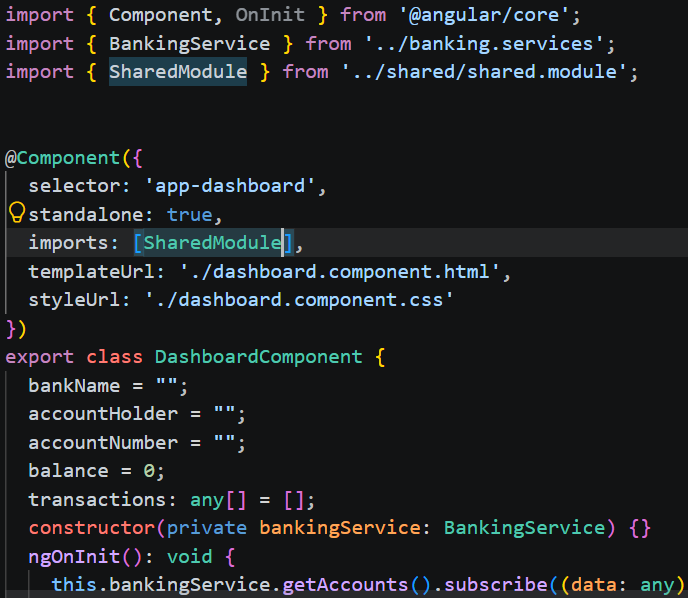 import { Component, OnInit } from '@angular/core';
import { BankingService } from '../banking.services';
import { SharedModule } from '../shared/shared.module';
@Component({
selector: 'app-dashboard',
standalone: true,
imports: [SharedModule],
templateUrl: './dashboard.component.html',
styleUrl: './dashboard.component.css'
})
export class DashboardComponent {
bankName = "";
accountHolder = "";
accountNumber = "";
balance = 0;
transactions: any[] = [];
constructor(private bankingService: BankingService) {}
ngOnInit(): void {
this.bankingService.getAccounts().subscribe((data: any)